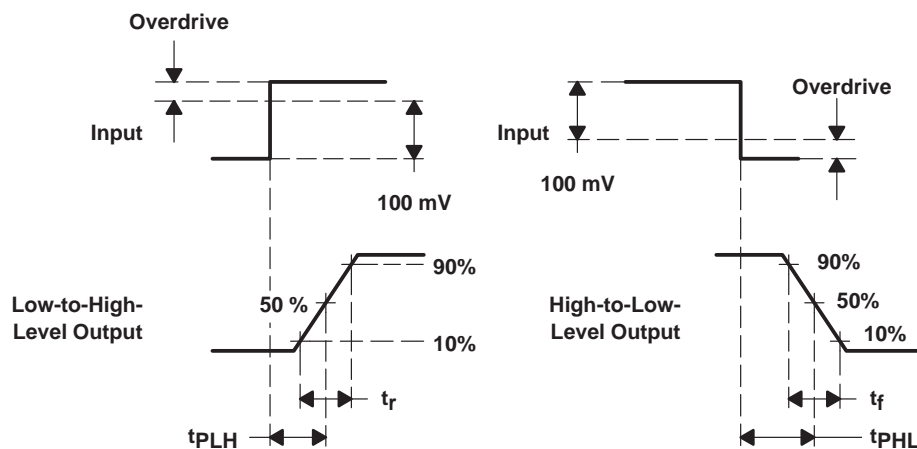 Overdrive
Input
100 mV
Overdrive
Input
100 mV
Low-to-High-
Level Output
90%
50 %
10%
tr
tPLH
High-to-Low-
Level Output
90%
50%
10%
tf
tPHL